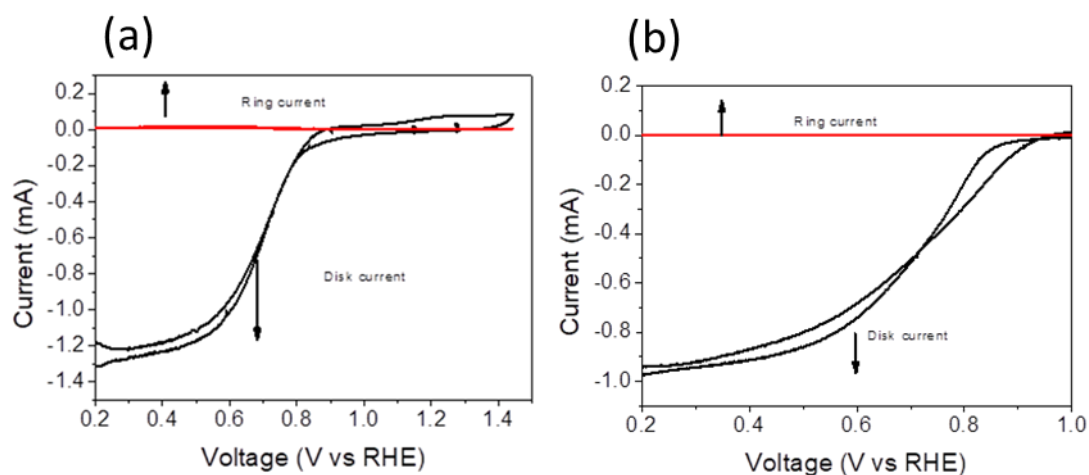 (a)
(b)
0.2
0.0
-0.2
-0.4
-0.6
-0.8
-1.0
-1.2
-1.4
Current (mA)
Ring current
Disk current
0.2 0.4 0.6 0.8 1.0 1.2 1.4
Voltage (V vs RHE)
0.2
0.0
-0.2
-0.4
-0.6
-0.8
-1.0
Current (mA)
Ring current
Disk current
0.2 0.4 0.6 0.8 1.0
Voltage (V vs RHE)